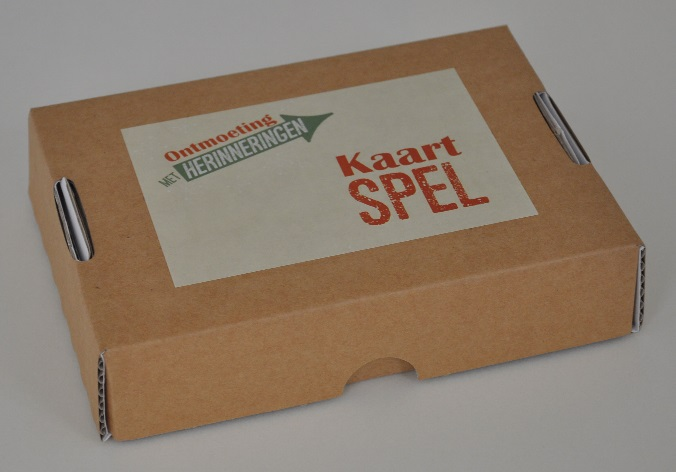 Ontmoeting
MET HERINNERINGEN
Kaart
SPEL